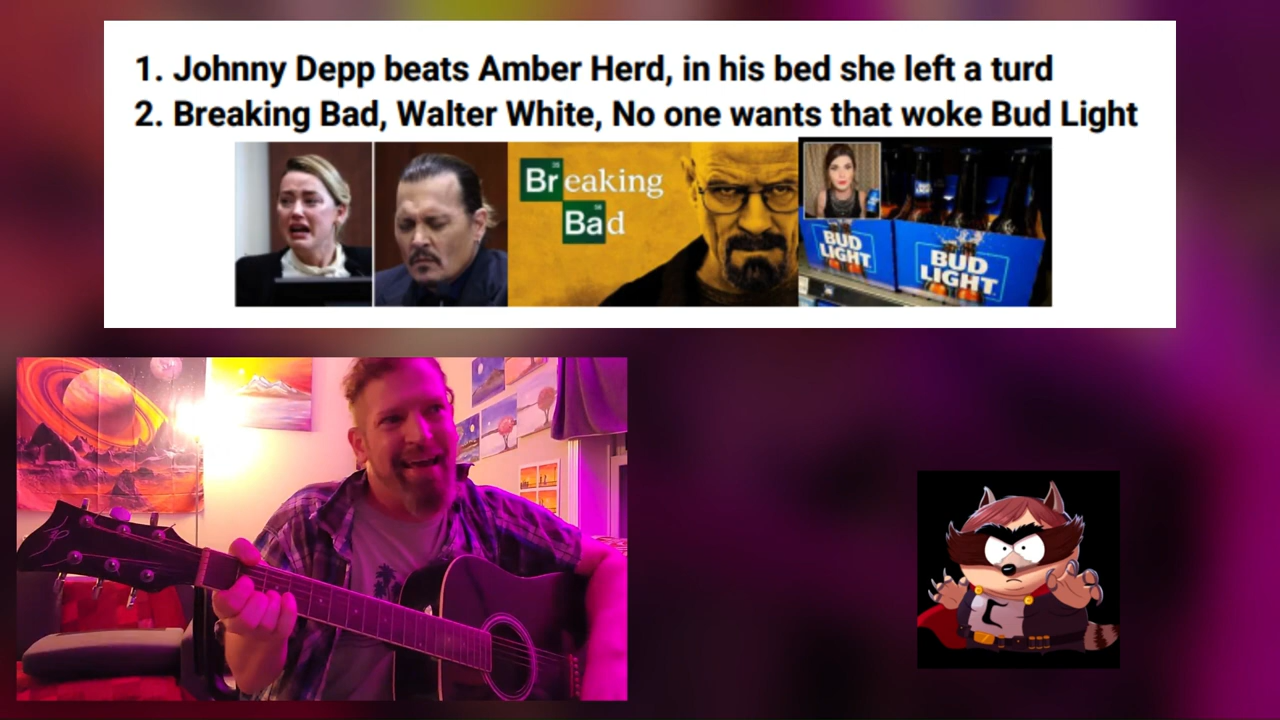 1. Johnny Depp beats Amber Herd, in his bed she left a turd
2. Breaking Bad, Walter White, No one wants that woke Bud Light
Breaking
Bad
BUD
LIGHT
BUD
LIGHT